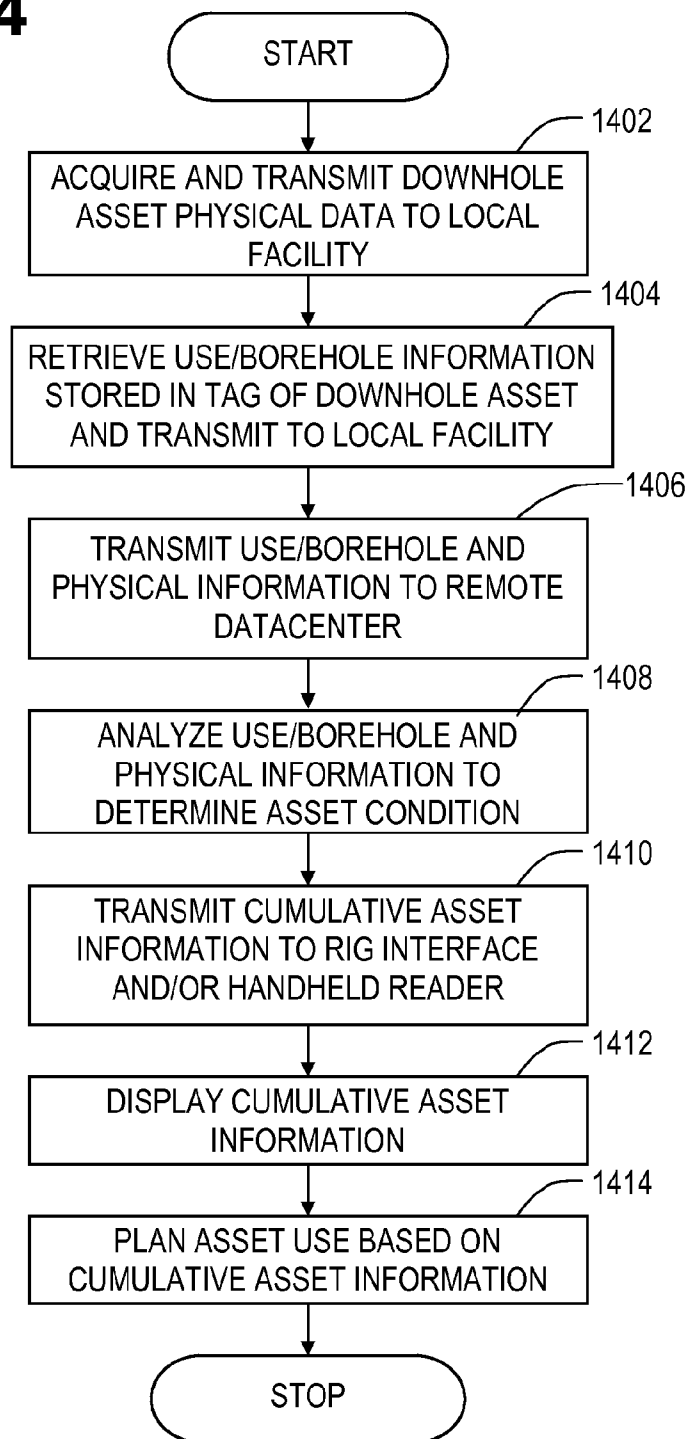 4
START
1402
ACQUIRE AND TRANSMIT DOWNHOLE
ASSET PHYSICAL DATA TO LOCAL
FACILITY
1404
RETRIEVE USE/BOREHOLE INFORMATION
STORED IN TAG OF DOWNHOLE ASSET
AND TRANSMIT TO LOCAL FACILITY
1406
TRANSMIT USE/BOREHOLE AND
PHYSICAL INFORMATION TO REMOTE
DATACENTER
1408
ANALYZE USE/BOREHOLE AND
PHYSICAL INFORMATION TO
DETERMINE ASSET CONDITION
1410
TRANSMIT CUMULATIVE ASSET
INFORMATION TO RIG INTERFACE
AND/OR HANDHELD READER
1412
DISPLAY CUMULATIVE ASSET
INFORMATION
1414
PLAN ASSET USE BASED ON
CUMULATIVE ASSET INFORMATION
STOP